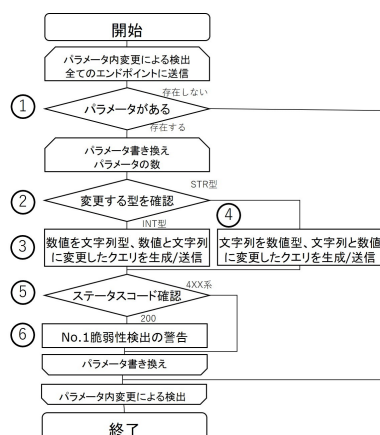 開始
パラメータ内変更による検出
全てのエンドポイントに送信
① パラメータがある
存在しない
存在する
パラメータ書き換え
パラメータの数
② 変更する型を確認
STR型
INT型
③ 数値を文字列型、数値と文字列
に変更したクエリを生成/送信
④ 文字列を数値型、文字列と数値
に変更したクエリを生成/送信
⑤ ステータスコード確認
4XX系
200
⑥ No.1脆弱性検出の警告
パラメータ書き換え
パラメータ内変更による検出
終了